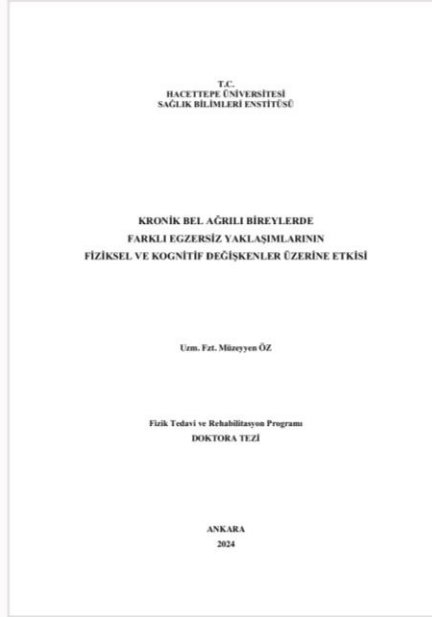 T.C.
HACETTEPE ÜNİVERSİTESİ
SAĞLIK BİLİMLERİ ENSTİTÜSÜ
KRONİK BEL AĞRILI BİREYLERDE
FARKLI EGZERSİZ YAKLAŞIMLARININ
FİZİKSEL VE KOGNİTİF DEĞİŞKENLER ÜZERİNE ETKİSİ
Uzm. Fzt. Müzeyyen ÖZ
Fizik Tedavi ve Rehabilitasyon Programı
DOKTORA TEZİ
ANKARA
2024